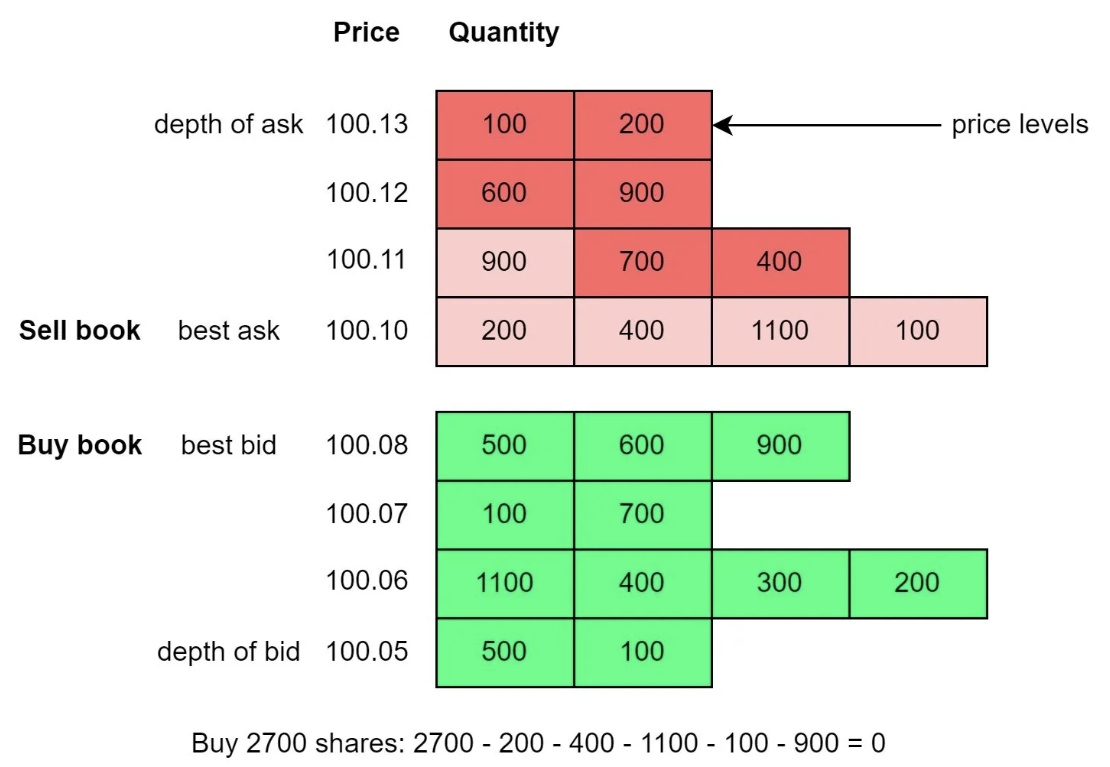 Price Quantity
depth of ask 100.13 100 200 price levels
100.12 600 900
100.11 900 700 400
Sell book best ask 100.10 200 400 1100 100
Buy book best bid 100.08 500 600 900
100.07 100 700
100.06 1100 400 300 200
depth of bid 100.05 500 100
Buy 2700 shares: 2700 - 200 - 400 - 1100 - 100 - 900 = 0